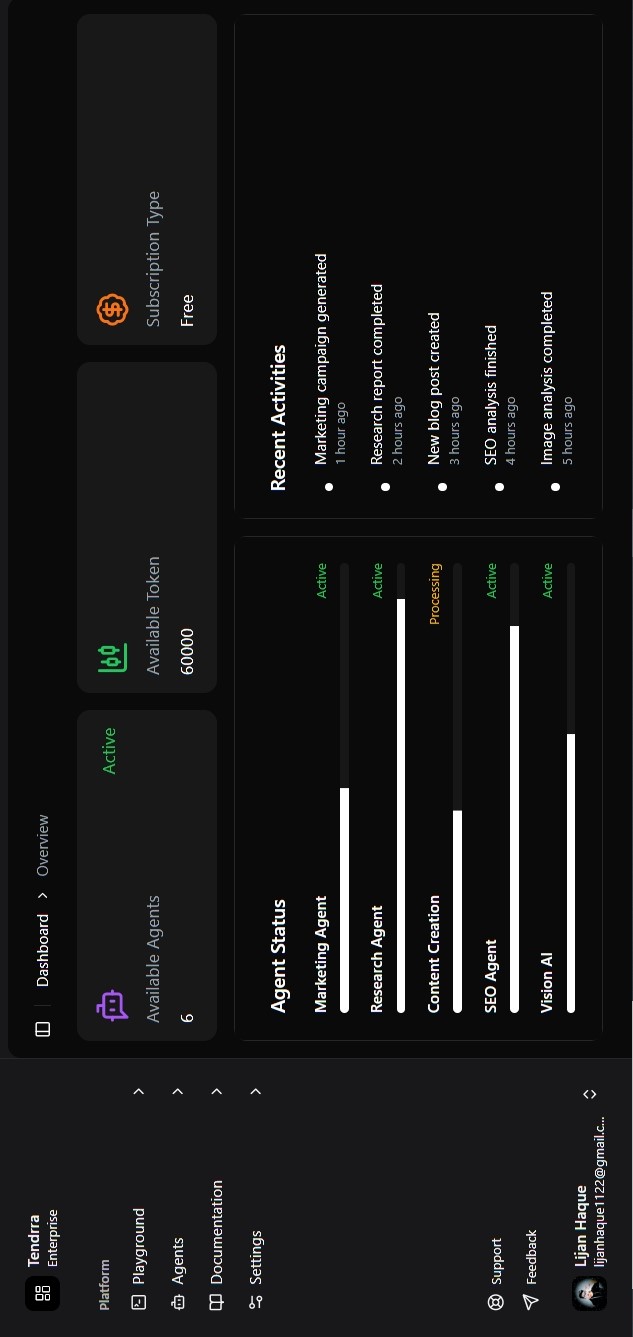 Tendrra
Enterprise
Platform
Playground
Agents
Documentation
Settings
Support
Feedback
Lijan Haque
lijanhaque1122@gmail.c...
Dashboard > Overview
Active
Available Agents
6
Available Token
60000
Subscription Type
Free
Agent Status
Marketing Agent Active
Research Agent Active
Content Creation Processing
SEO Agent Active
Vision AI Active
Recent Activities
Marketing campaign generated
1 hour ago
Research report completed
2 hours ago
New blog post created
3 hours ago
SEO analysis finished
4 hours ago
Image analysis completed
5 hours ago